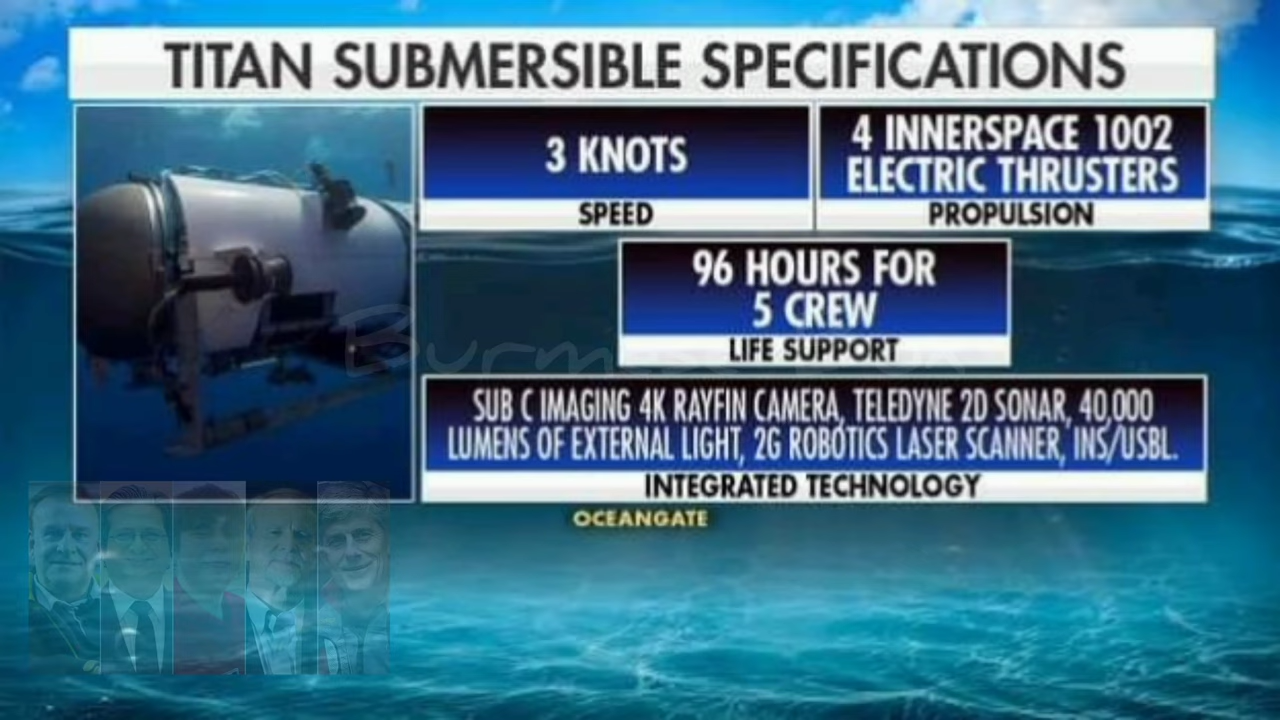 TITAN SUBMERSIBLE SPECIFICATIONS
3 KNOTS
SPEED
4 INNERSPACE 1002
ELECTRIC THRUSTERS
PROPULSION
96 HOURS FOR
5 CREW
LIFE SUPPORT
SUB C IMAGING 4K RAYFIN CAMERA, TELEDYNE 2D SONAR, 40,000
LUMENS OF EXTERNAL LIGHT, 2G ROBOTICS LASER SCANNER, INS/USBL.
INTEGRATED TECHNOLOGY
OCEANGATE